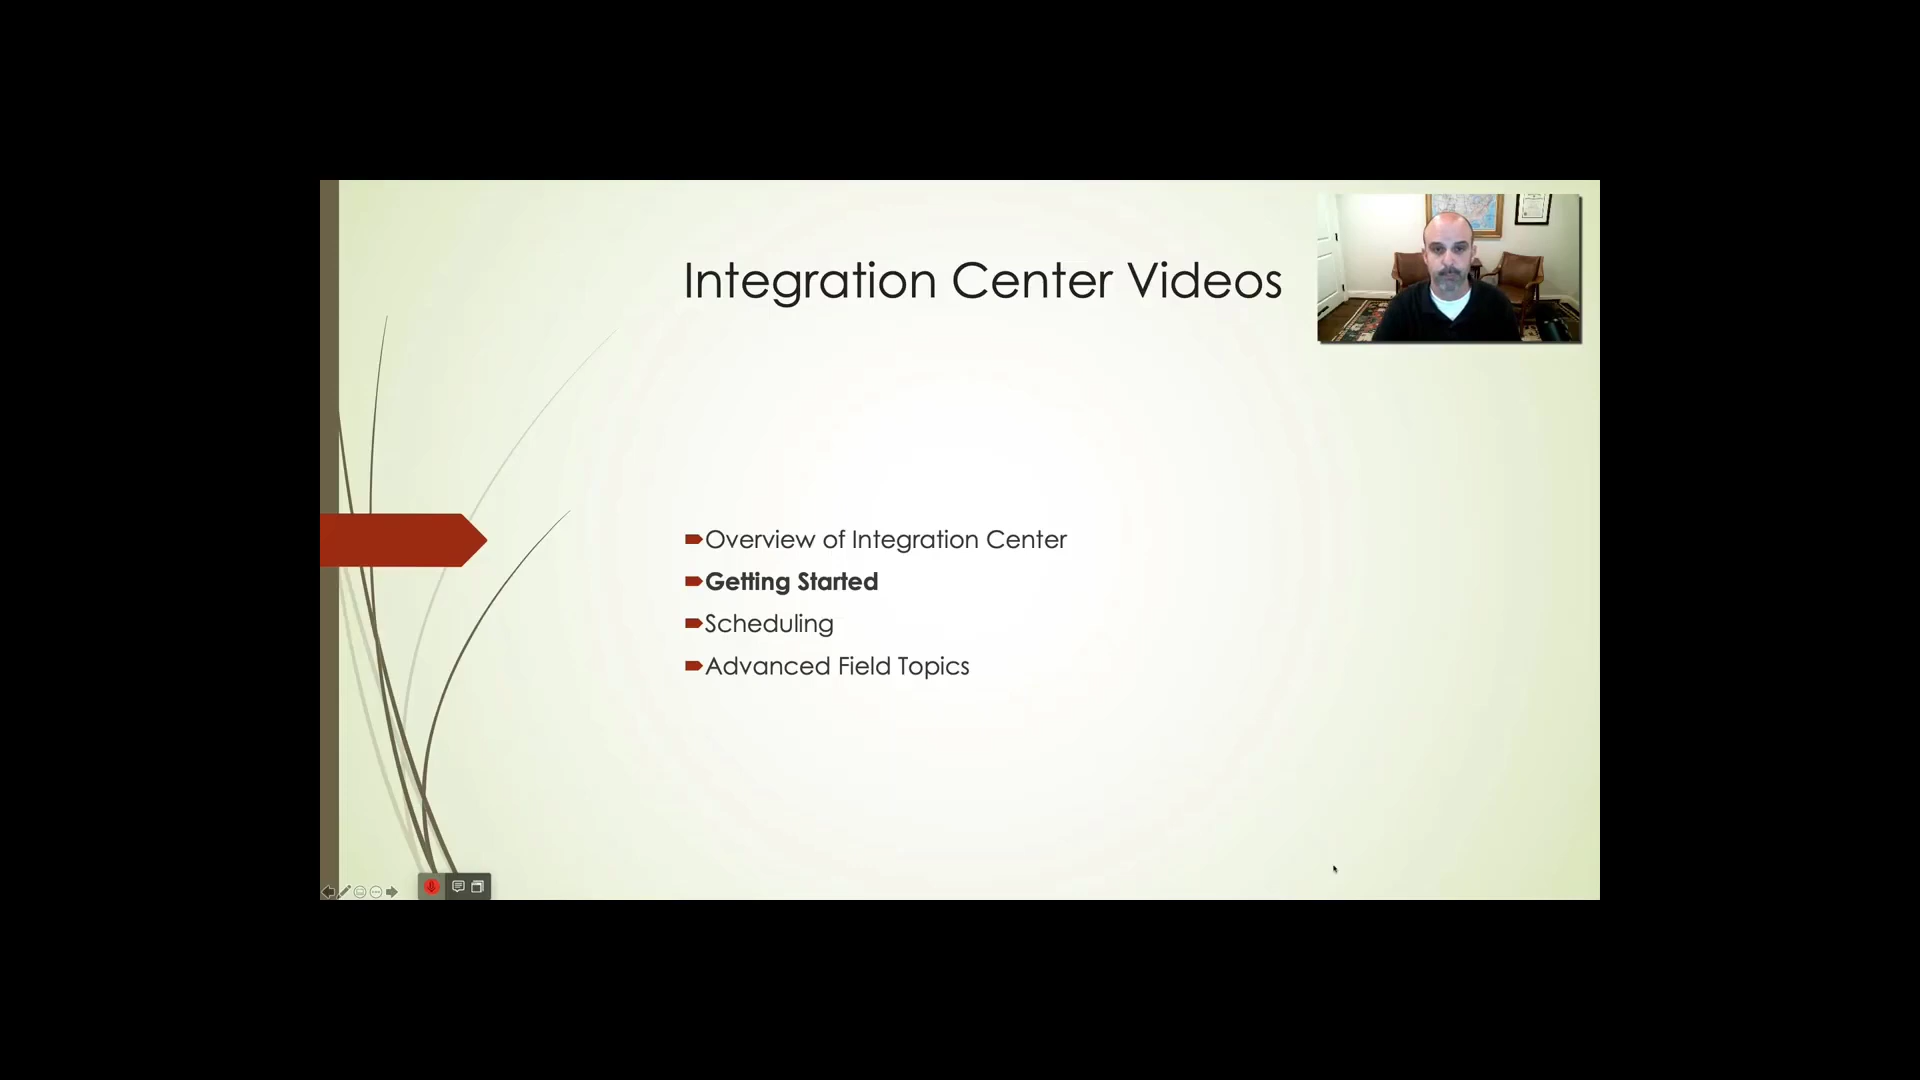 Integration Center Videos
Overview of Integration Center
Getting Started
Scheduling
Advanced Field Topics